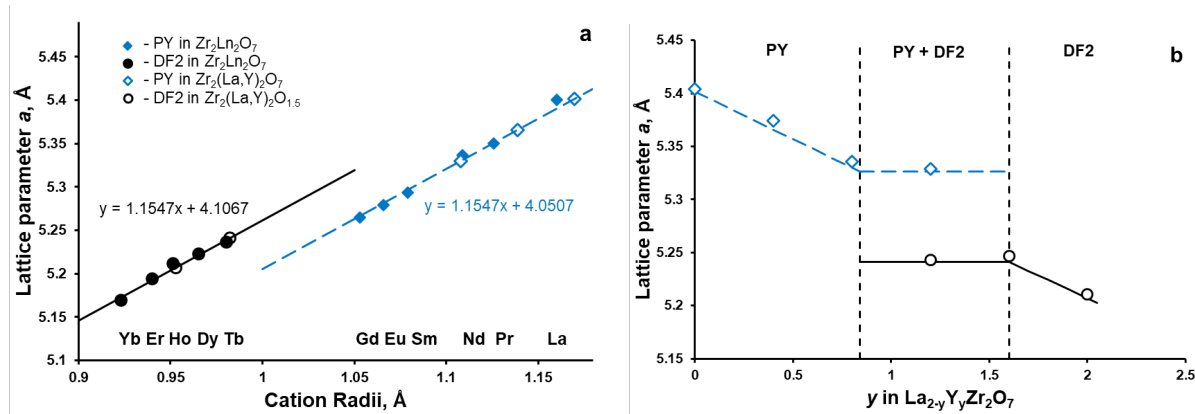 a
- PY in Zr₂Ln₂O₇
- DF2 in Zr₂Ln₂O₇
- PY in Zr₂(La,Y)₂O₇
- DF2 in Zr₂(La,Y)₂O₁.₅
Lattice parameter a, Å
5.45
5.4
5.35
5.3
5.25
5.2
5.15
5.1
y = 1.1547x + 4.1067
y = 1.1547x + 4.0507
Yb Er Ho Dy Tb Gd Eu Sm Nd Pr La
0.9 0.95 1 1.05 1.1 1.15
Cation Radii, Å
b
PY PY + DF2 DF2
Lattice parameter a, Å
5.45
5.4
5.35
5.3
5.25
5.2
5.15
0 0.5 1 1.5 2 2.5
y in La₂₋yYyZr₂O₇